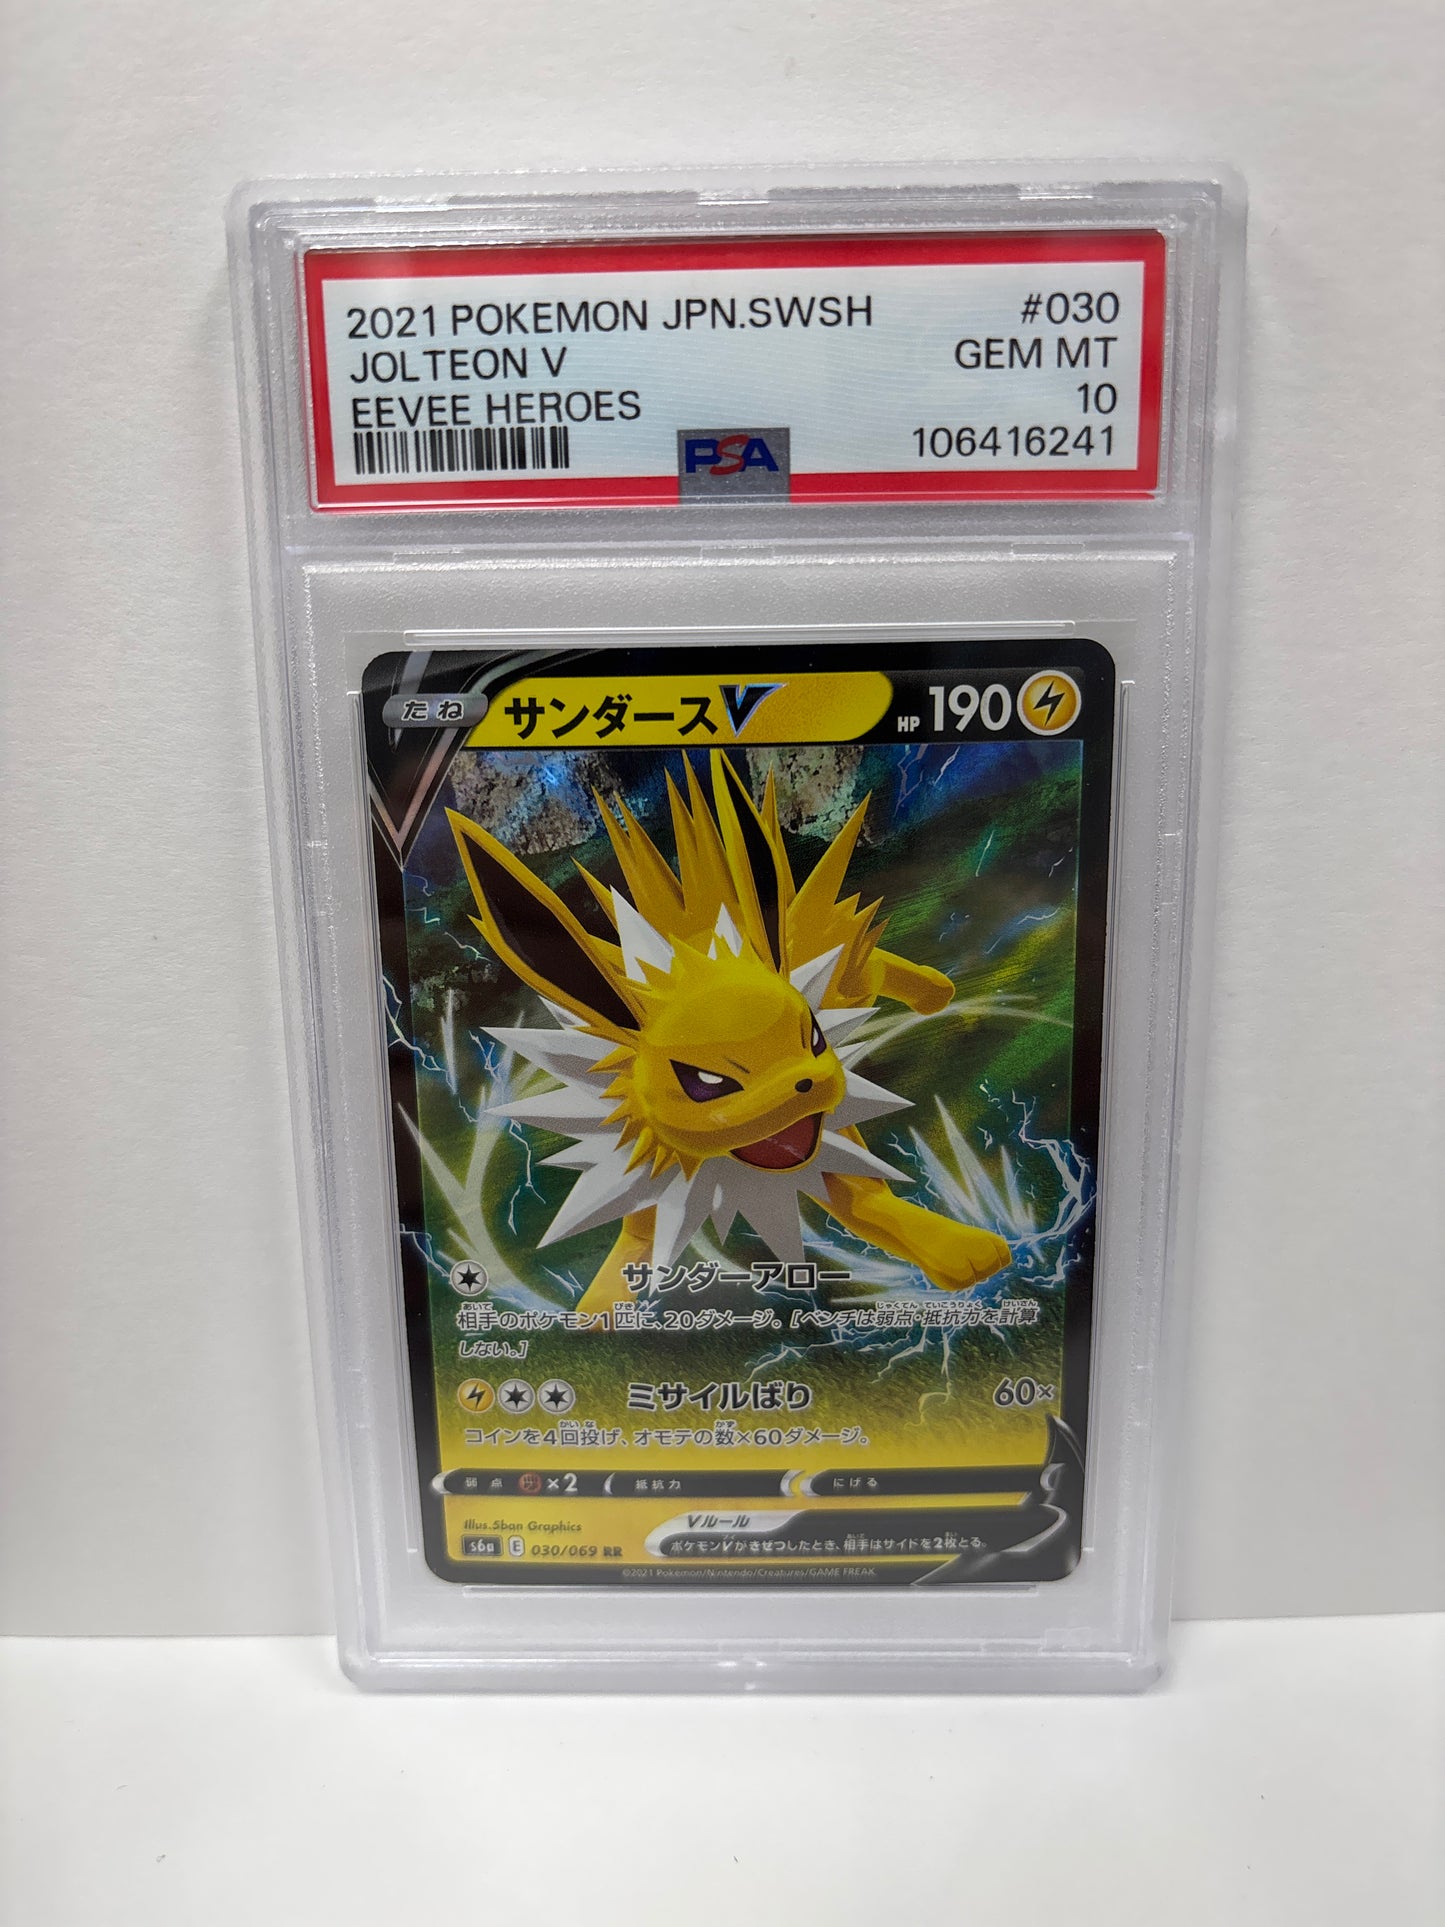 2021 POKEMON JPN.SWSH #030
JOLTEON V GEM MT
EEVEE HEROES 10
PSA 106416241
たね サンダースV HP 190
サンダーアロー
相手のポケモン1匹に、20ダメージ。[ベンチは弱点・抵抗力を計算
しない。]
ミサイルばり 60×
コインを4回投げ、オモテの数×60ダメージ。
弱点 ×2 抵抗力 にげる
Illus.5ban Graphics
Vルール
ポケモンVがきぜつしたとき、相手はサイドを2枚とる。
s6a E 030/069 RR
©2021 Pokémon/Nintendo/Creatures/GAME FREAK